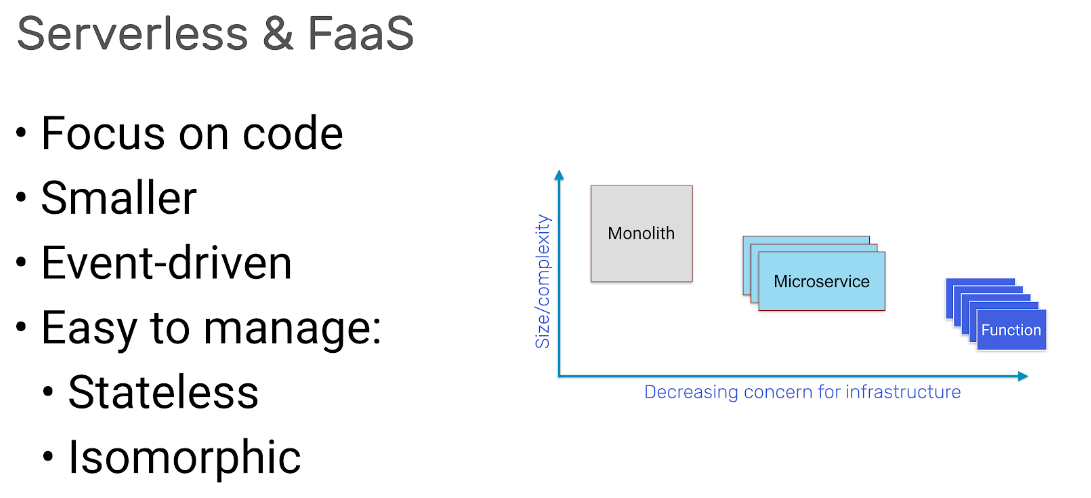 Serverless & FaaS
• Focus on code
• Smaller
• Event-driven
• Easy to manage:
• Stateless
• Isomorphic
Size/complexity
Monolith
Microservice
Function
Decreasing concern for infrastructure